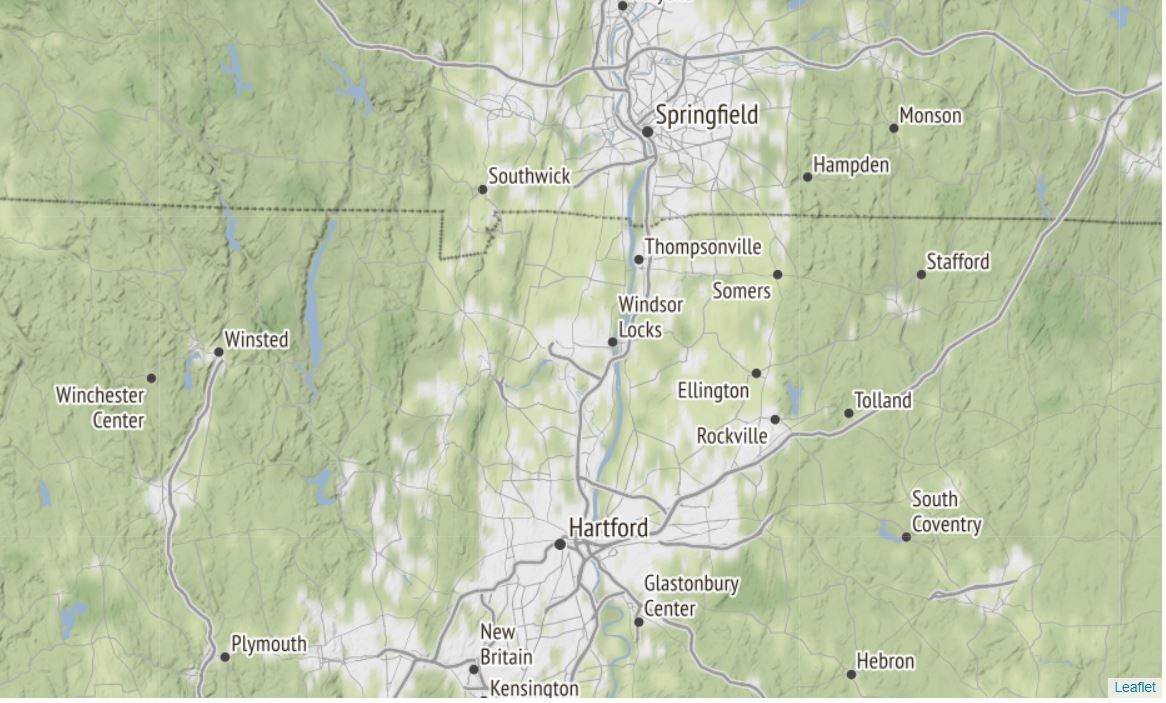 Springfield
Monson
Hampden
Southwick
Thompsonville
Stafford
Somers
Windsor
Locks
Winsted
Winchester
Center
Ellington
Tolland
Rockville
South
Coventry
Hartford
Glastonbury
Center
New
Britain
Plymouth
Hebron
Kensington
Leaflet